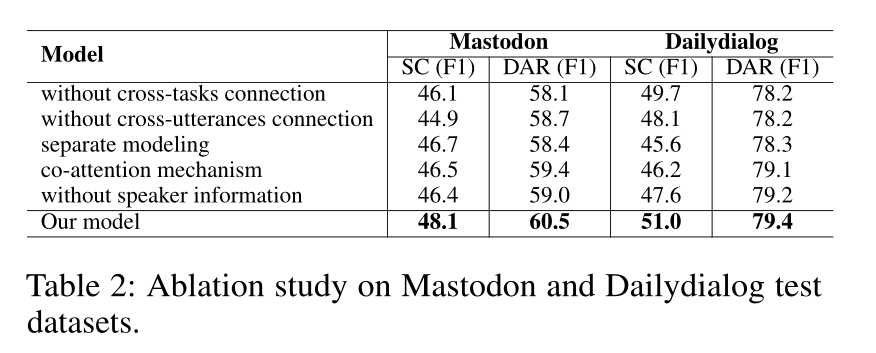 Model Mastodon Dailydialog
SC (F1) DAR (F1) SC (F1) DAR (F1)
without cross-tasks connection 46.1 58.1 49.7 78.2
without cross-utterances connection 44.9 58.7 48.1 78.2
separate modeling 46.7 58.4 45.6 78.3
co-attention mechanism 46.5 59.4 46.2 79.1
without speaker information 46.4 59.0 47.6 79.2
Our model 48.1 60.5 51.0 79.4
Table 2: Ablation study on Mastodon and Dailydialog test
datasets.